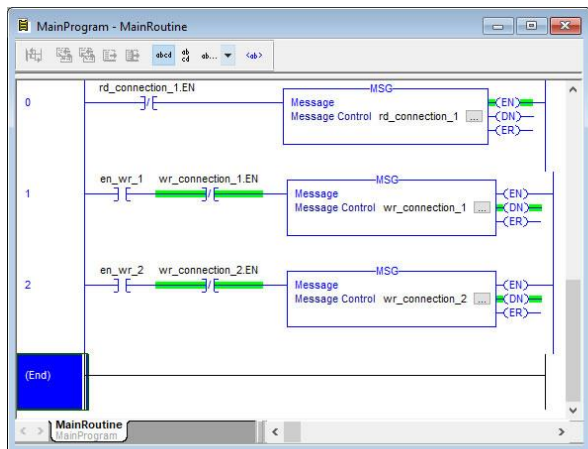 MainProgram - MainRoutine
abcd ab cd ab... <ab>
0
rd_connection_1.EN
MSG
Message
Message Control rd_connection_1 ...
EN
DN
ER
1
en_wr_1 wr_connection_1.EN
MSG
Message
Message Control wr_connection_1 ...
EN
DN
ER
2
en_wr_2 wr_connection_2.EN
MSG
Message
Message Control wr_connection_2 ...
EN
DN
ER
(End)
MainRoutine
MainProgram